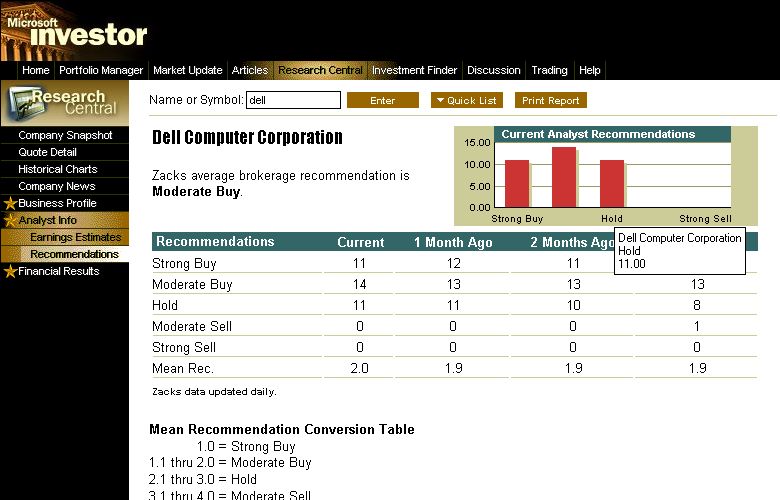 Microsoft
investor
Home Portfolio Manager Market Update Articles Research Central Investment Finder Discussion Trading Help
Research
Central
Name or Symbol: dell Enter Quick List Print Report
Company Snapshot
Quote Detail
Historical Charts
Company News
Business Profile
Analyst Info
Earnings Estimates
Recommendations
Financial Results
Dell Computer Corporation
Zacks average brokerage recommendation is
Moderate Buy.
Current Analyst Recommendations
15.00
10.00
5.00
0.00
Strong Buy Hold Strong Sell
Dell Computer Corporation
Hold
11.00
Recommendations Current 1 Month Ago 2 Months Ago
Strong Buy 11 12 11
Moderate Buy 14 13 13 13
Hold 11 11 10 8
Moderate Sell 0 0 0 1
Strong Sell 0 0 0 0
Mean Rec. 2.0 1.9 1.9 1.9
Zacks data updated daily.
Mean Recommendation Conversion Table
1.0 = Strong Buy
1.1 thru 2.0 = Moderate Buy
2.1 thru 3.0 = Hold
3.1 thru 4.0 = Moderate Sell